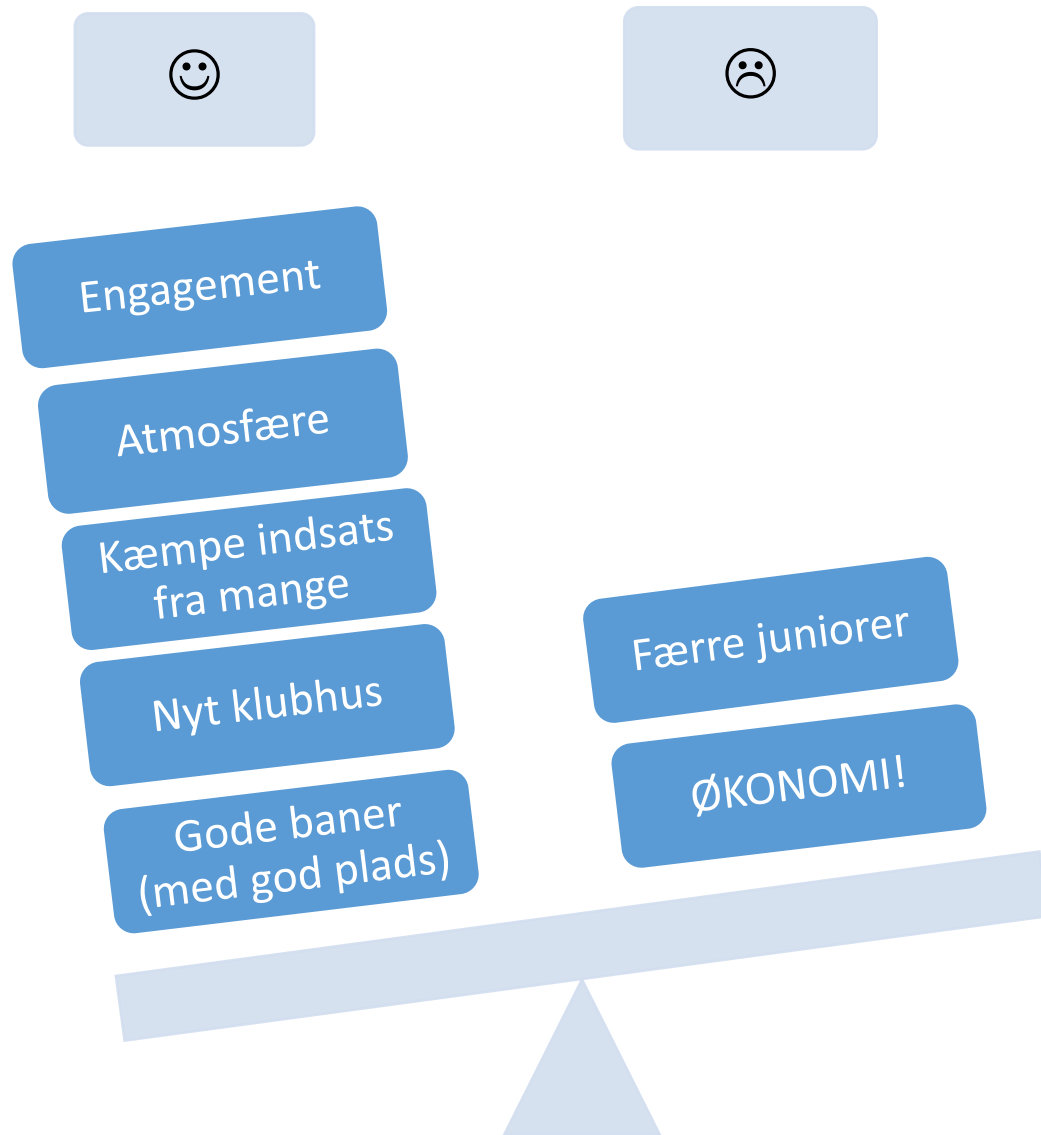 ☺
☹
Engagement
Atmosfære
Kæmpe indsats
fra mange
Nyt klubhus
Gode baner
(med god plads)
Færre juniorer
ØKONOMI!